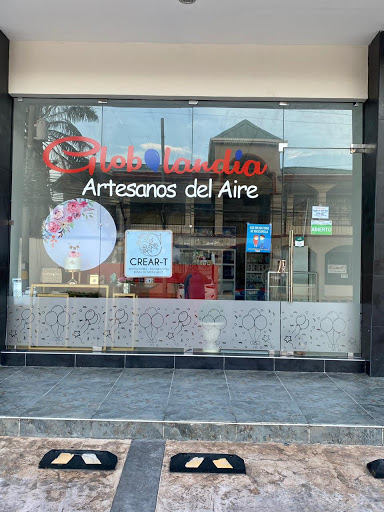 Globolandia
Artesanos del Aire
CREAR-T
ABIERTO